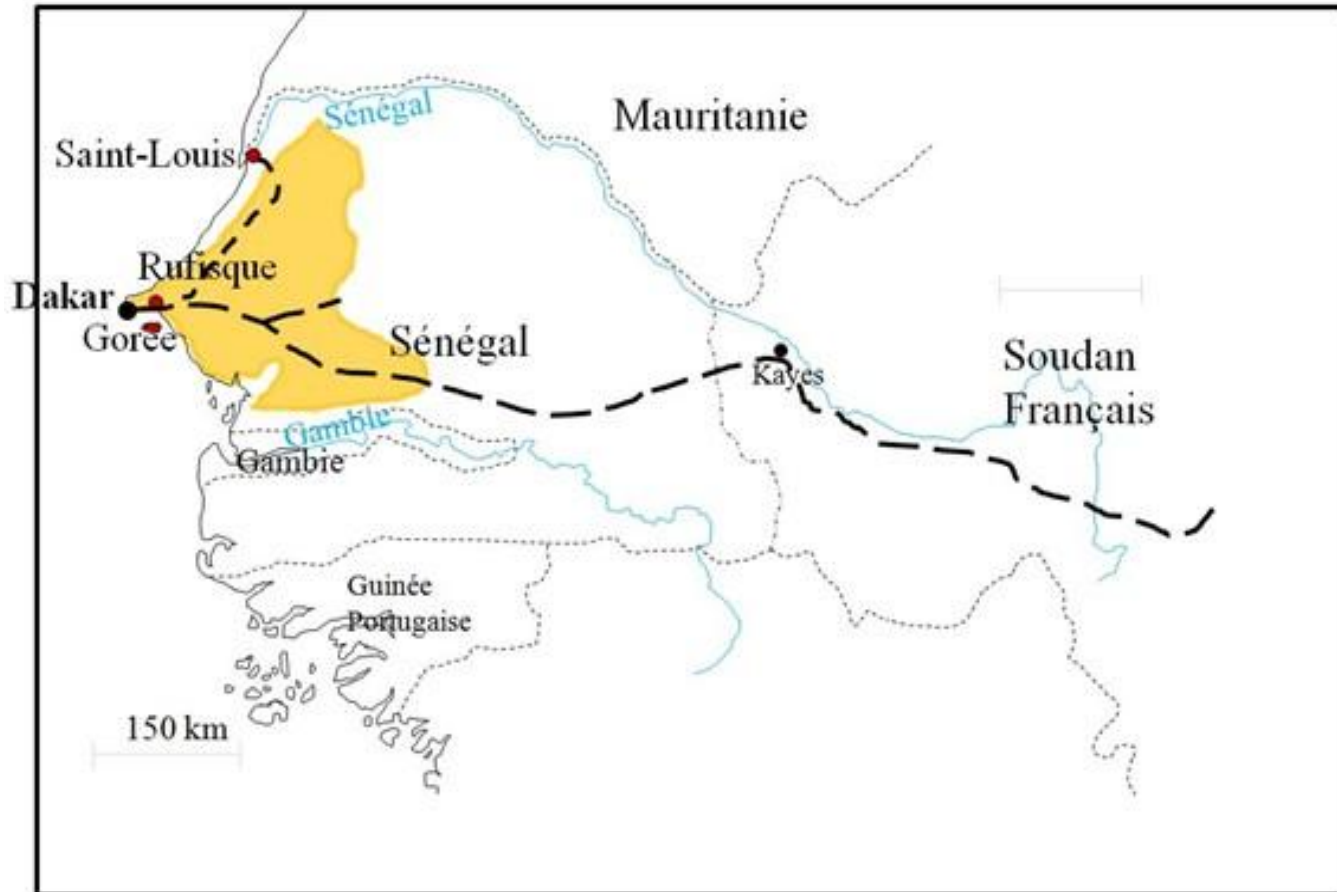 Sénégal
Mauritanie
Saint-Louis
Rufisque
Dakar
Gorée
Sénégal
Kayes
Soudan
Français
Gambie
Gambie
Guinée
Portugaise
150 km